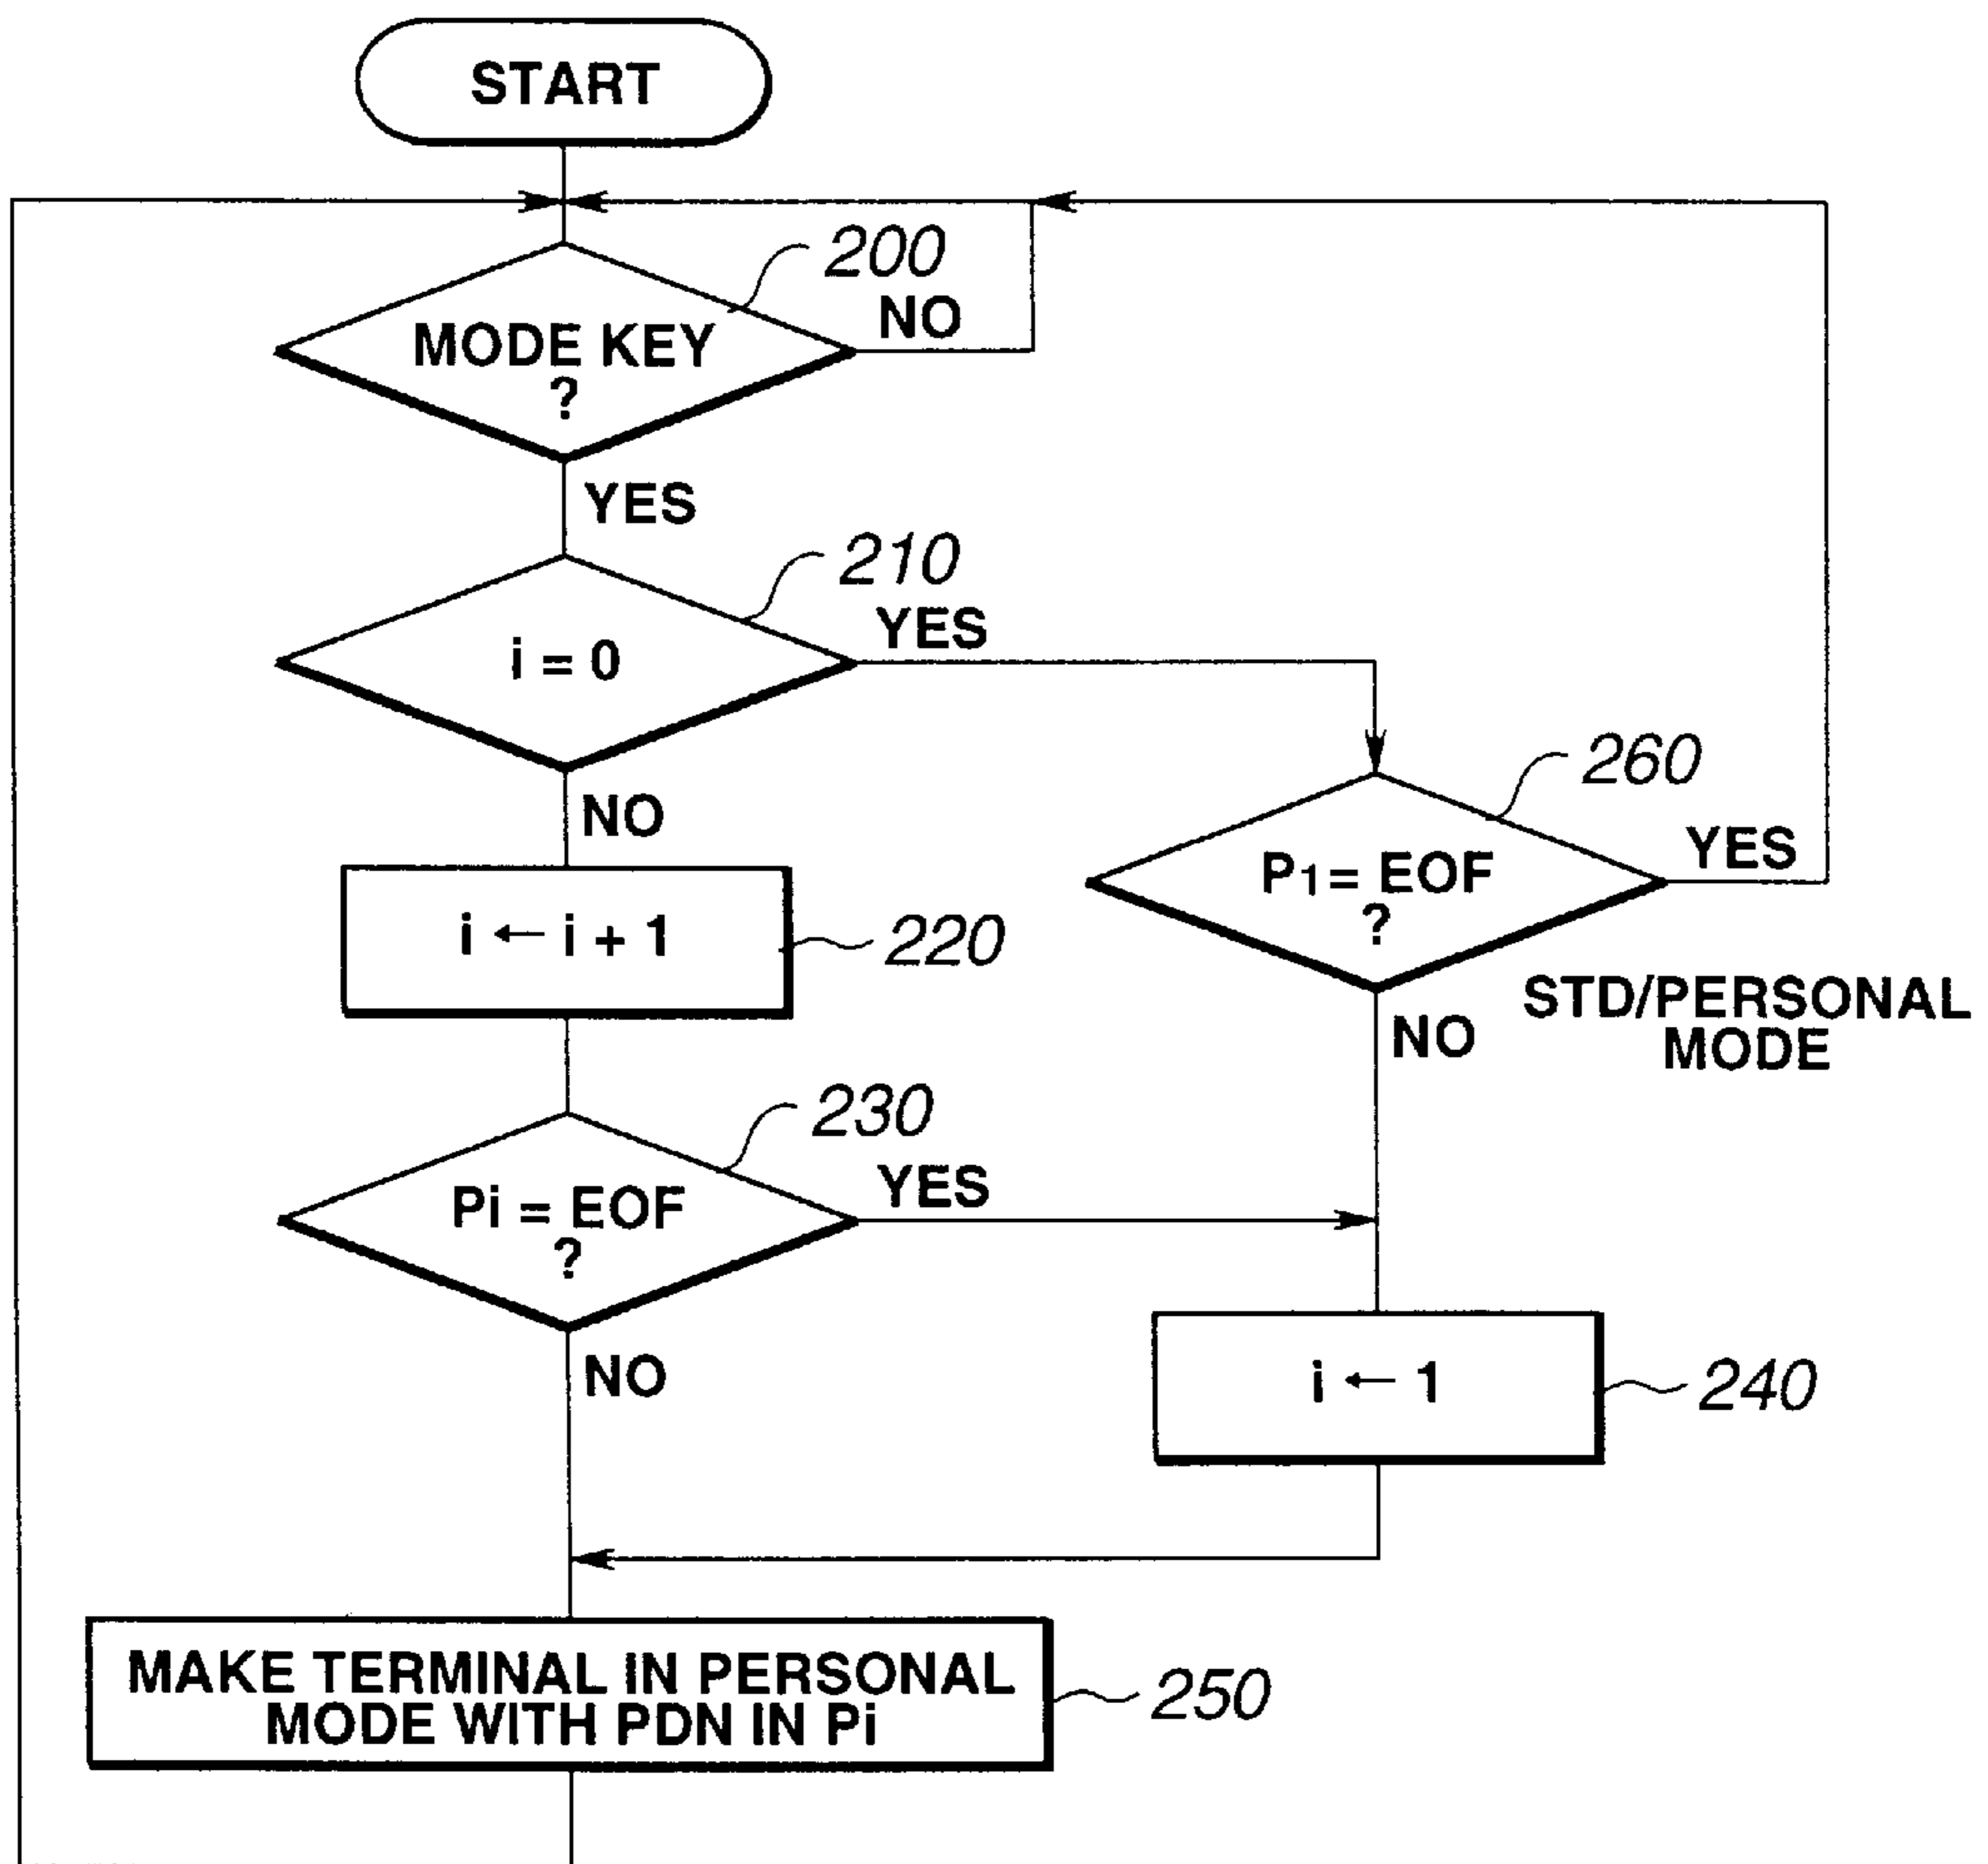 START
200
NO
MODE KEY
?
YES
210
YES
i = 0
NO
260
YES
P1= EOF
?
i ← i + 1
220
STD/PERSONAL
MODE
NO
230
YES
Pi = EOF
?
NO
i ← 1
240
MAKE TERMINAL IN PERSONAL
MODE WITH PDN IN Pi
250